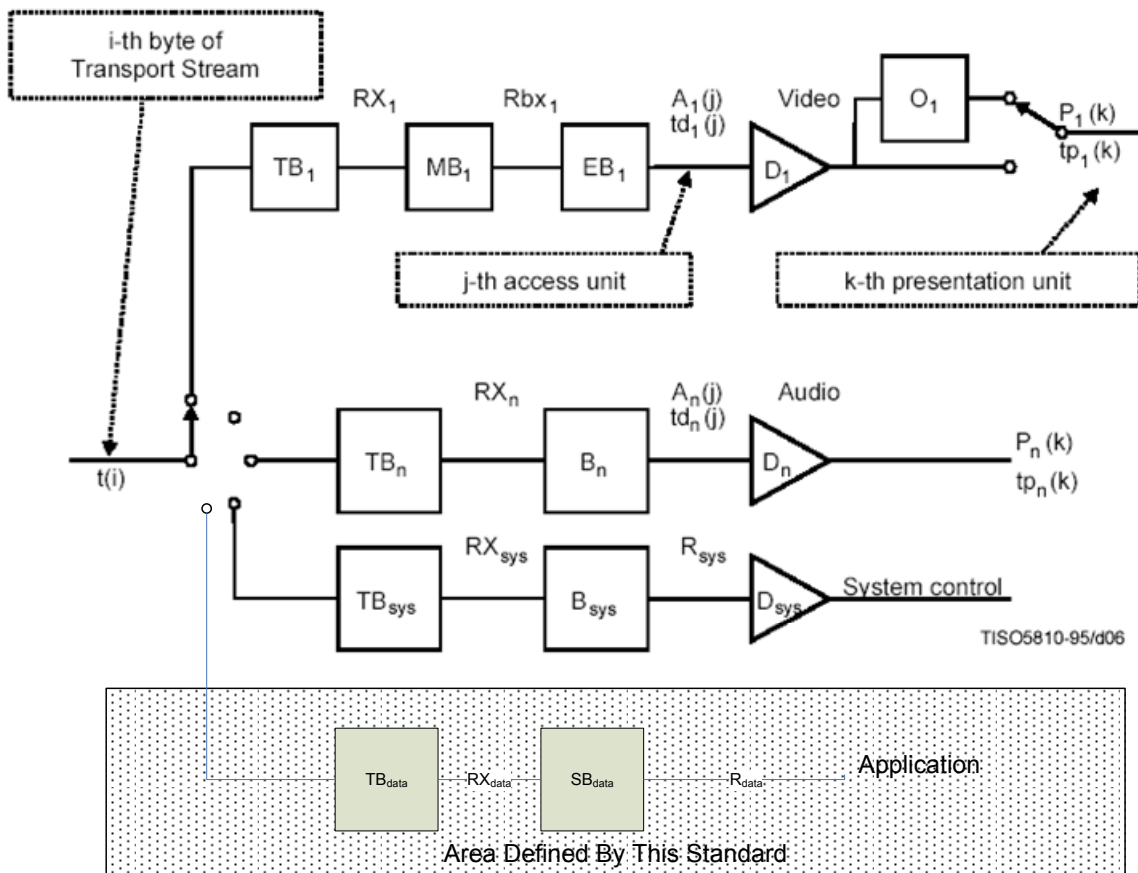 i-th byte of
Transport Stream
RX₁
Rbx₁
A₁(j)
td₁(j)
Video
O₁
P₁(k)
tp₁(k)
TB₁
MB₁
EB₁
D₁
j-th access unit
k-th presentation unit
RXₙ
Aₙ(j)
tdₙ(j)
Audio
t(i)
TBₙ
Bₙ
Dₙ
Pₙ(k)
tpₙ(k)
RXsys
Rsys
TBsys
Bsys
Dsys
System control
TISO5810-95/d06
TBdata
RXdata
SBdata
Rdata
Application
Area Defined By This Standard